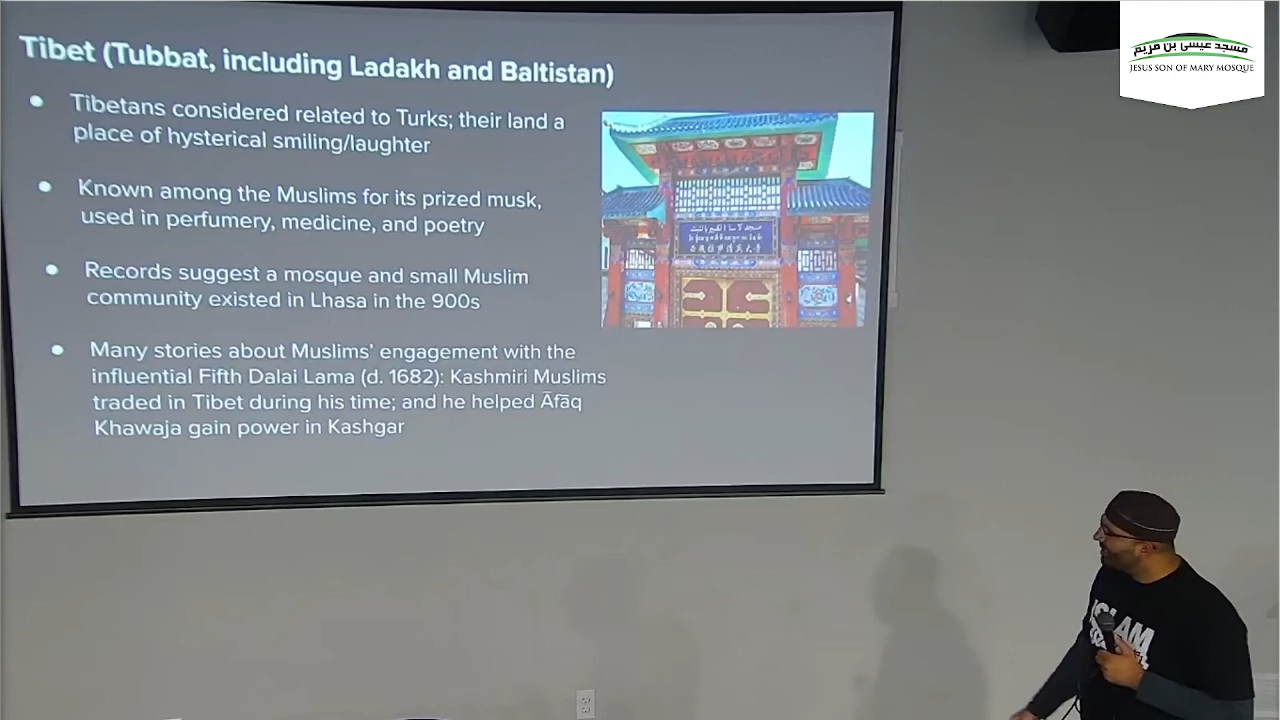 Tibet (Tubbat, including Ladakh and Baltistan)
● Tibetans considered related to Turks; their land a
place of hysterical smiling/laughter
● Known among the Muslims for its prized musk,
used in perfumery, medicine, and poetry
● Records suggest a mosque and small Muslim
community existed in Lhasa in the 900s
● Many stories about Muslims’ engagement with the
influential Fifth Dalai Lama (d. 1682): Kashmiri Muslims
traded in Tibet during his time; and he helped Āfāq
Khawaja gain power in Kashgar
مسجد عيسى بن مريم
JESUS SON OF MARY MOSQUE
ISLAM